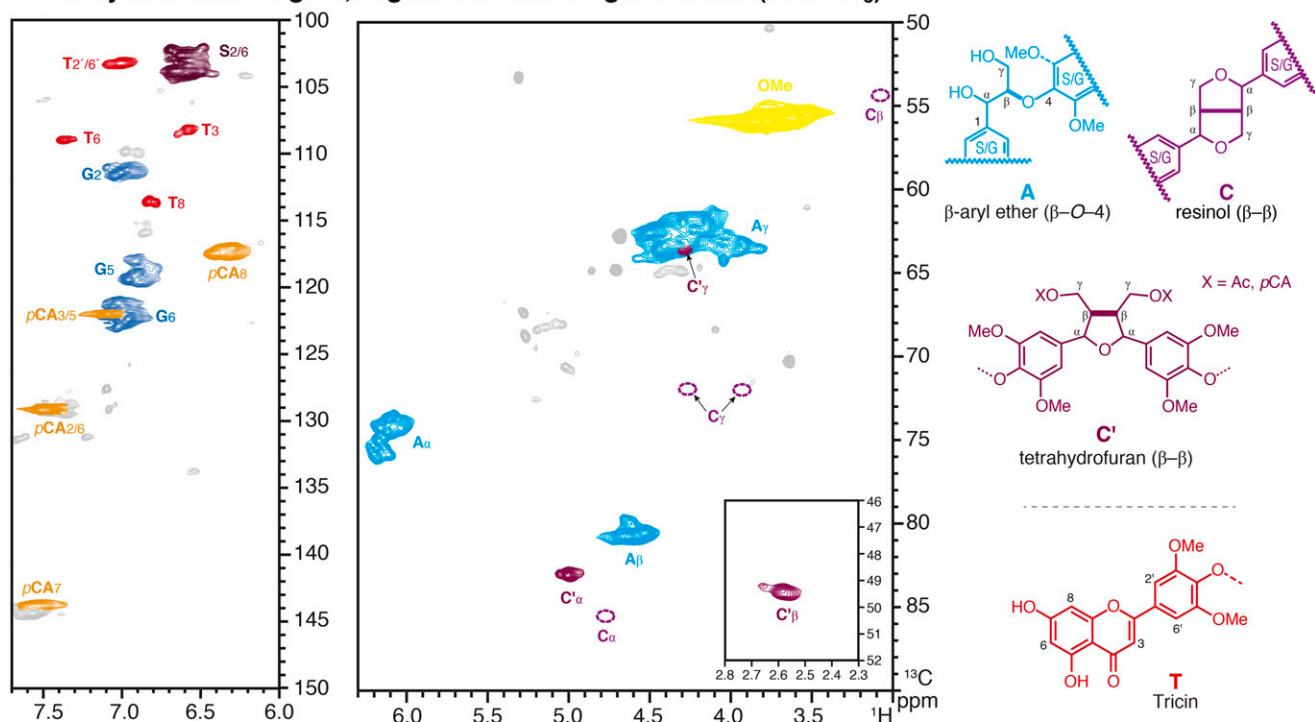 T2′/6′
S2/6
T6
T3
G2
T8
G5
pCA8
pCA3/5
G6
pCA2/6
pCA7
100
105
110
115
120
125
130
135
140
145
150
7.5 7.0 6.5 6.0
OMe
Cβ
Aγ
C'γ
Cγ
Aα
Aβ
C'α
Cα
C'β
46
47
48
49
50
51
52
2.8 2.7 2.6 2.5 2.4 2.3
50
55
60
65
70
75
80
85
13C
ppm
6.0 5.5 5.0 4.5 4.0 3.5 1H
MeO
HO
γ
S/G
α
HO
β
O
4
1
OMe
S/G
A
β-aryl ether (β–O–4)
S/G
O
γ
α
β
β
α
γ
O
S/G
C
resinol (β–β)
X = Ac, pCA
γ
γ
XO
OX
β
β
MeO
α
α
OMe
O
O
O
OMe
MeO
C'
tetrahydrofuran (β–β)
OMe
2'
O
8
HO
O
OMe
6'
6
3
OH
O
T
Tricin